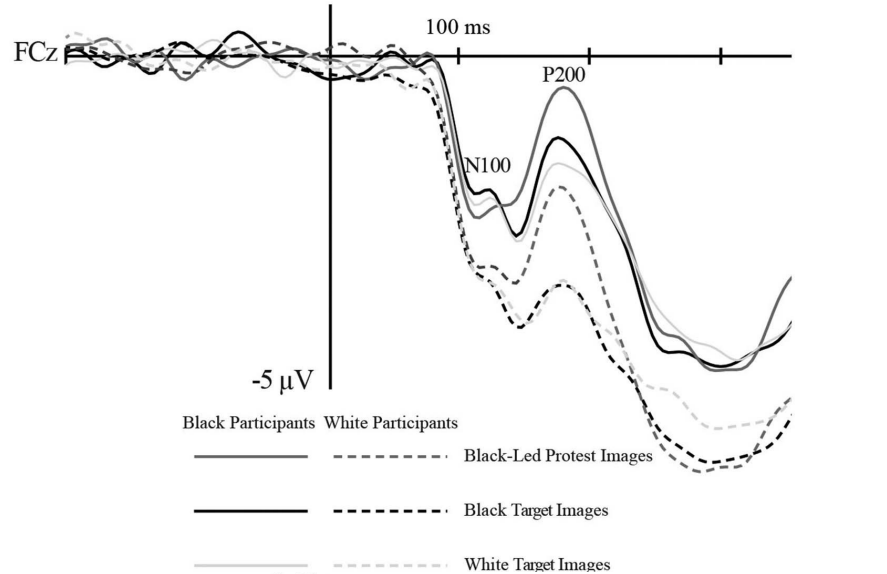 100 ms
FCz
P200
N100
-5 μV
Black Participants White Participants
Black-Led Protest Images
Black Target Images
White Target Images